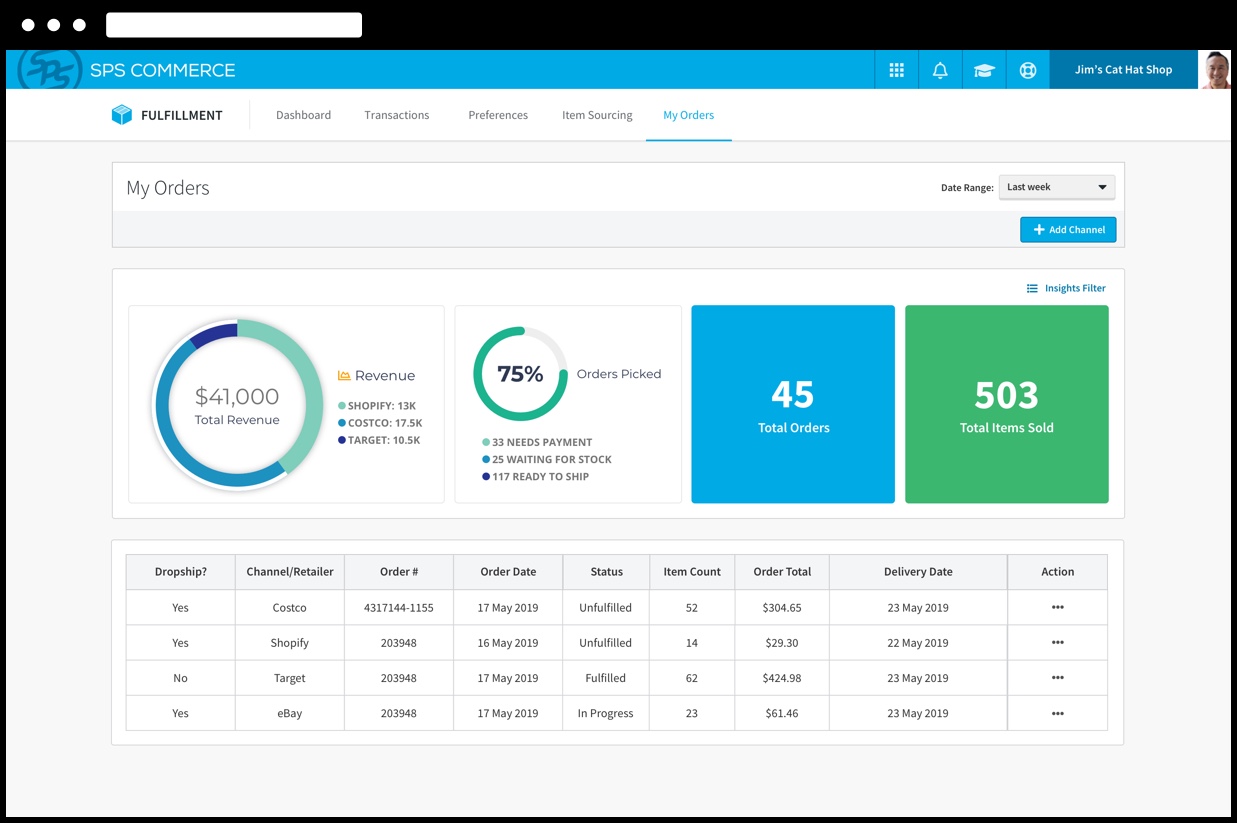 SPS
SPS COMMERCE
Jim's Cat Hat Shop
FULFILLMENT
Dashboard
Transactions
Preferences
Item Sourcing
My Orders
My Orders
Date Range:
Last week
Add Channel
Insights Filter
$41,000
Total Revenue
Revenue
SHOPIFY: 13K
COSTCO: 17.5K
TARGET: 10.5K
75%
Orders Picked
33 NEEDS PAYMENT
25 WAITING FOR STOCK
117 READY TO SHIP
45
Total Orders
503
Total Items Sold
Dropship? Channel/Retailer Order # Order Date Status Item Count Order Total Delivery Date Action
Yes Costco 4317144-1155 17 May 2019 Unfulfilled 52 $304.65 23 May 2019 •••
Yes Shopify 203948 16 May 2019 Unfulfilled 14 $29.30 22 May 2019 •••
No Target 203948 17 May 2019 Fulfilled 62 $424.98 23 May 2019 •••
Yes eBay 203948 17 May 2019 In Progress 23 $61.46 23 May 2019 •••